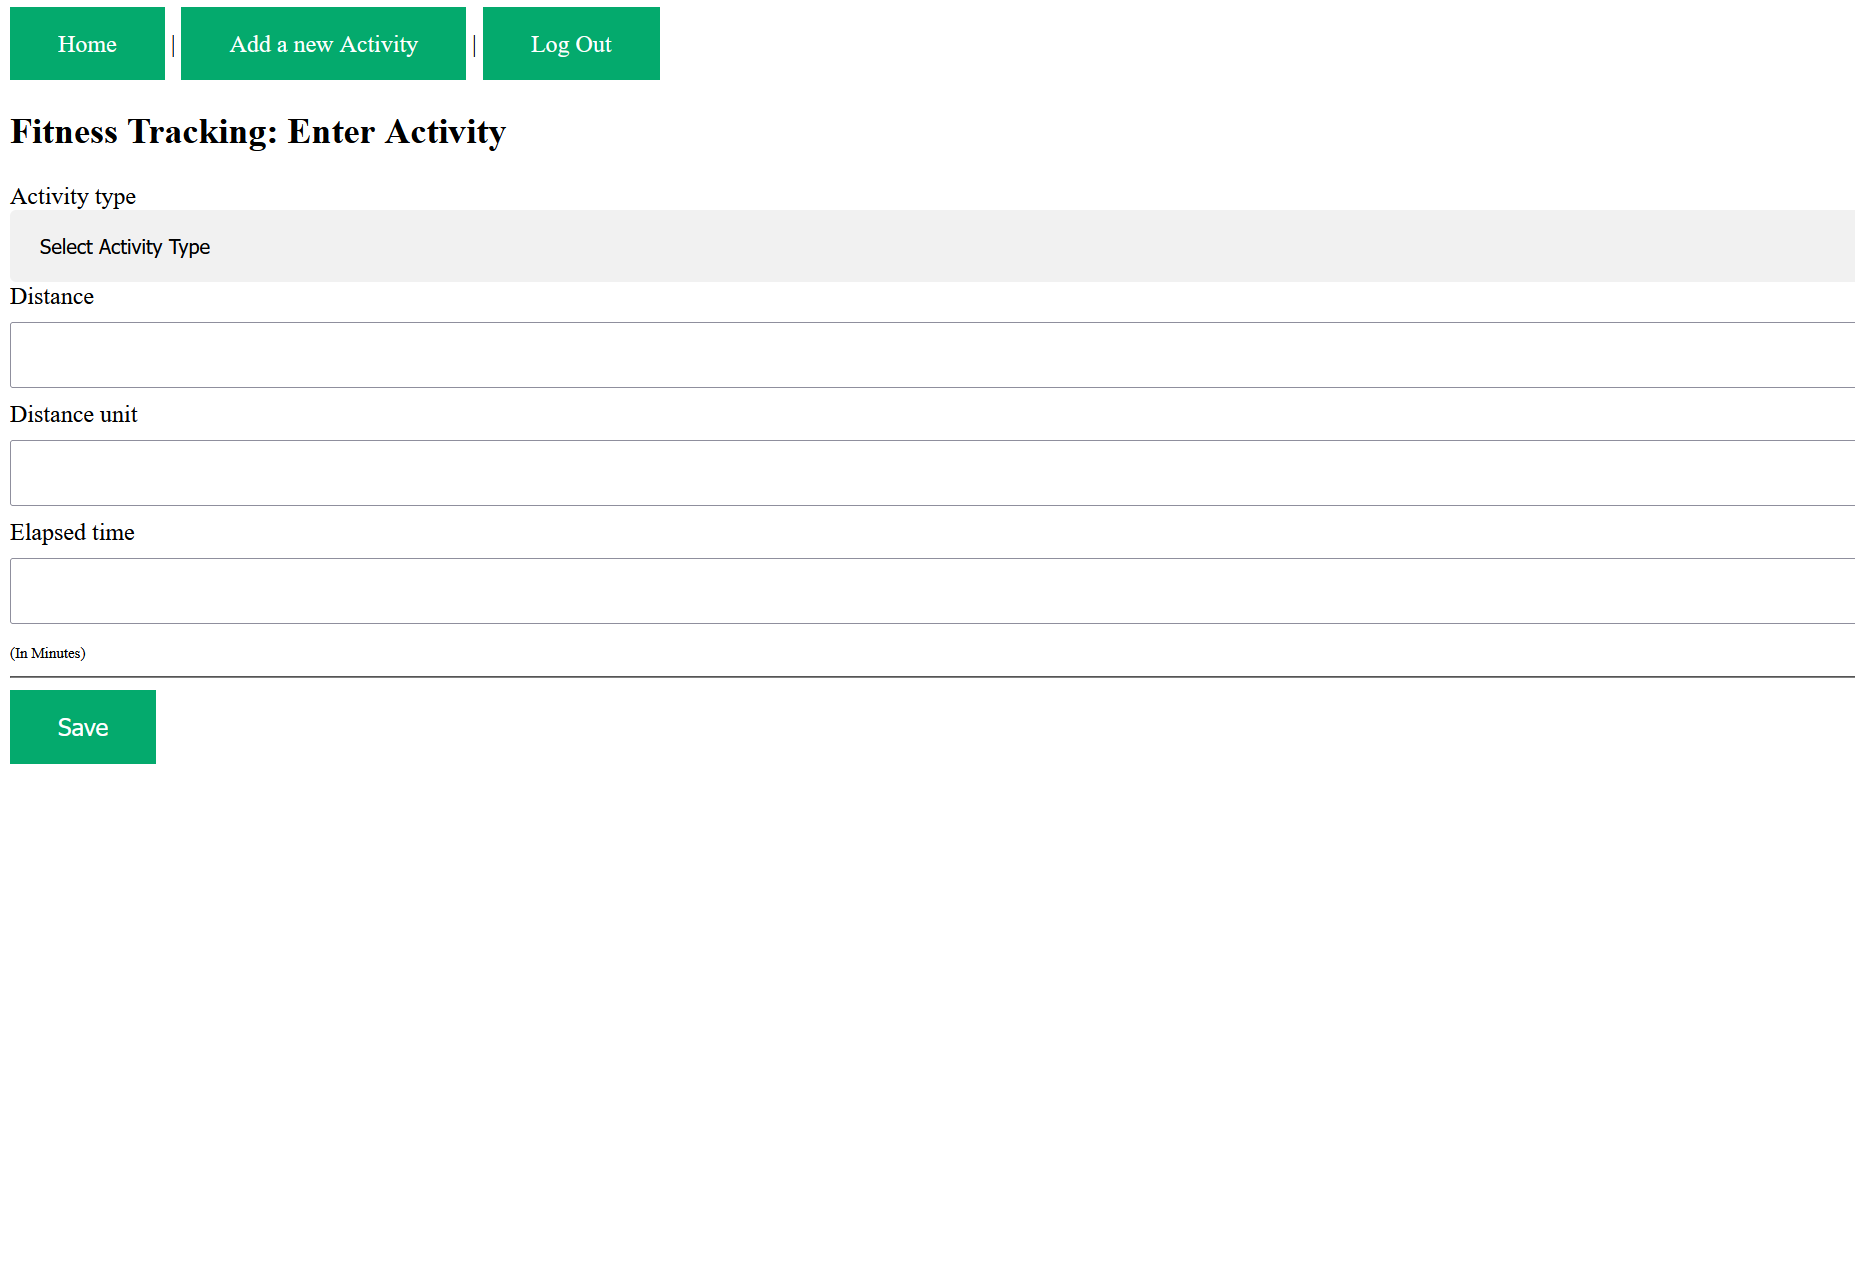 Home | Add a new Activity | Log Out
Fitness Tracking: Enter Activity
Activity type
Select Activity Type
Distance
Distance unit
Elapsed time
(In Minutes)
Save